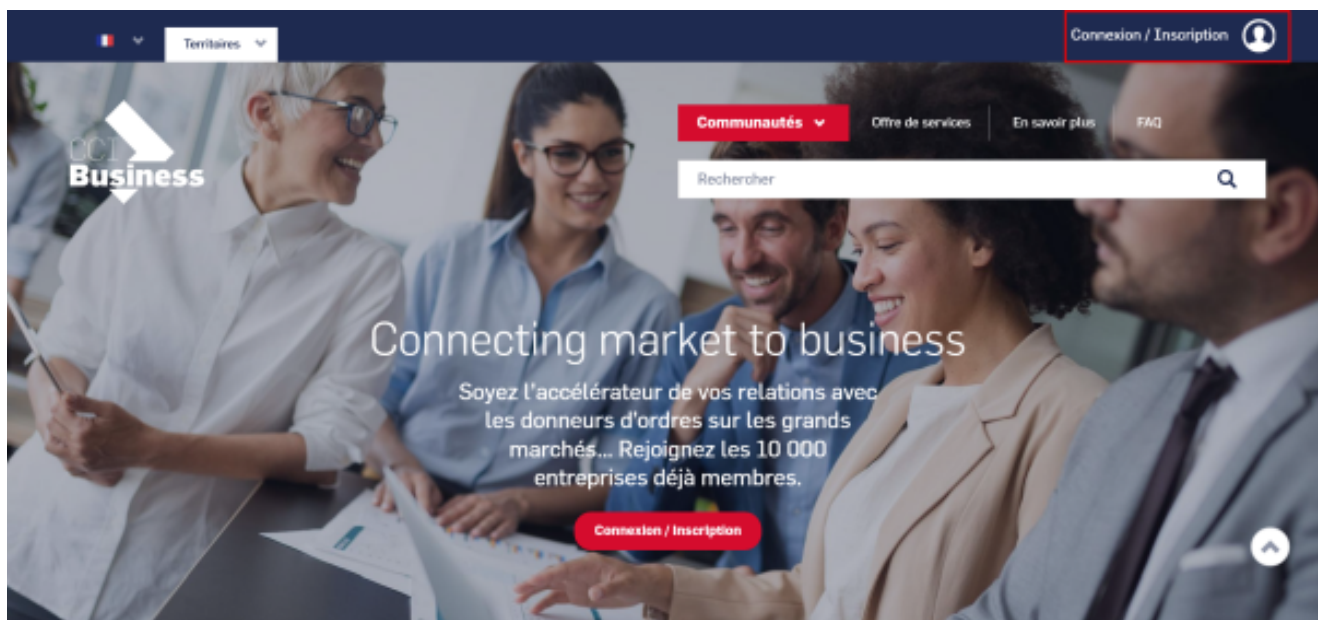 Territoires
Connexion / Inscription
CCI
Business
Communautés
Offre de services
En savoir plus
FAQ
Rechercher
Connecting market to business
Soyez l'accélérateur de vos relations avec
les donneurs d'ordres sur les grands
marchés... Rejoignez les 10 000
entreprises déjà membres.
Connexion / Inscription